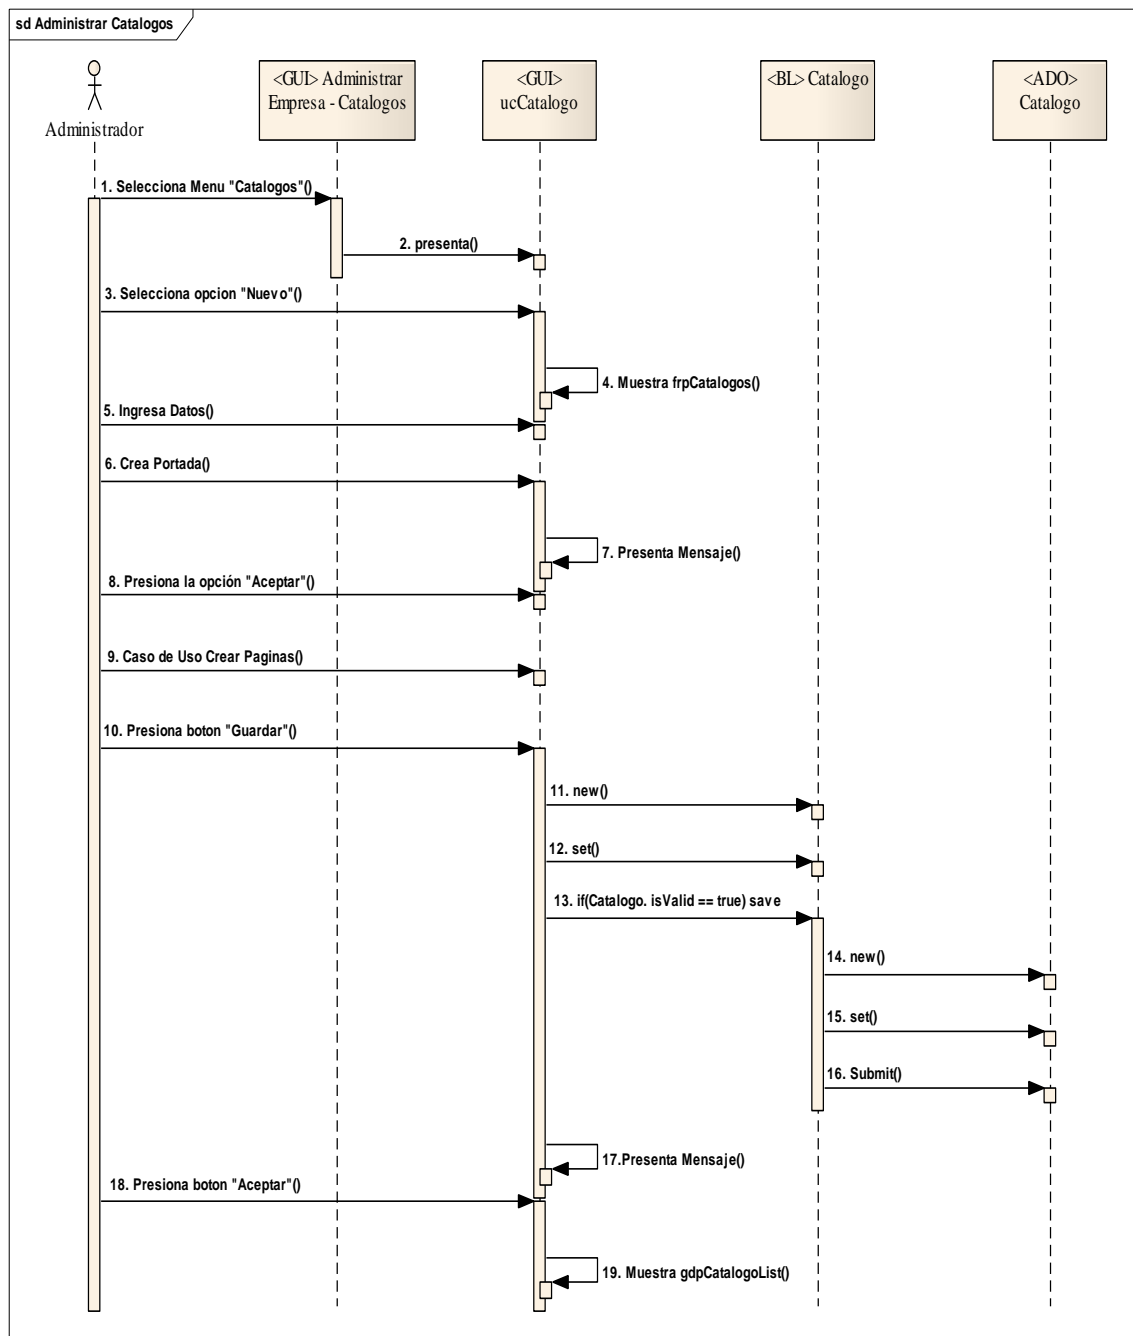 sd Administrar Catalogos
Administrador
<GUI> Administrar
Empresa - Catalogos
<GUI>
ucCatalogo
<BL> Catalogo
<ADO>
Catalogo
1. Selecciona Menu "Catalogos"()
2. presenta()
3. Selecciona opcion "Nuevo"()
4. Muestra frpCatalogos()
5. Ingresa Datos()
6. Crea Portada()
7. Presenta Mensaje()
8. Presiona la opción "Aceptar"()
9. Caso de Uso Crear Paginas()
10. Presiona boton "Guardar"()
11. new()
12. set()
13. if(Catalogo. isValid == true) save
14. new()
15. set()
16. Submit()
17.Presenta Mensaje()
18. Presiona boton "Aceptar"()
19. Muestra gdpCatalogoList()